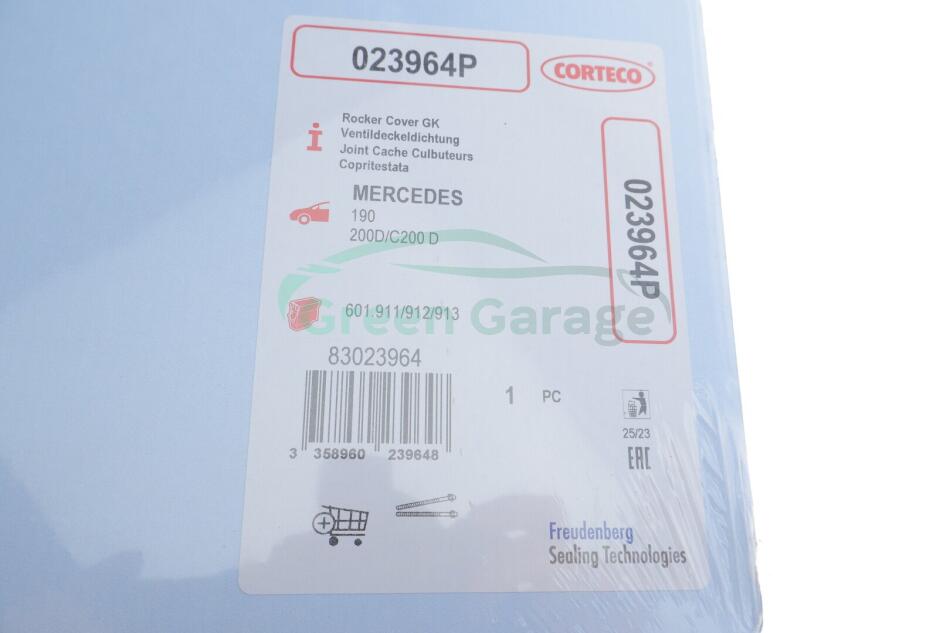 023964P
CORTECO
Rocker Cover GK
Ventildeckeldichtung
Joint Cache Culbuteurs
Copritestata
MERCEDES
190
200D/C200 D
023964P
601.911/912/913
Green Garage
83023964
1 PC
3 358960 239648
25/23
EAC
Freudenberg
Sealing Technologies